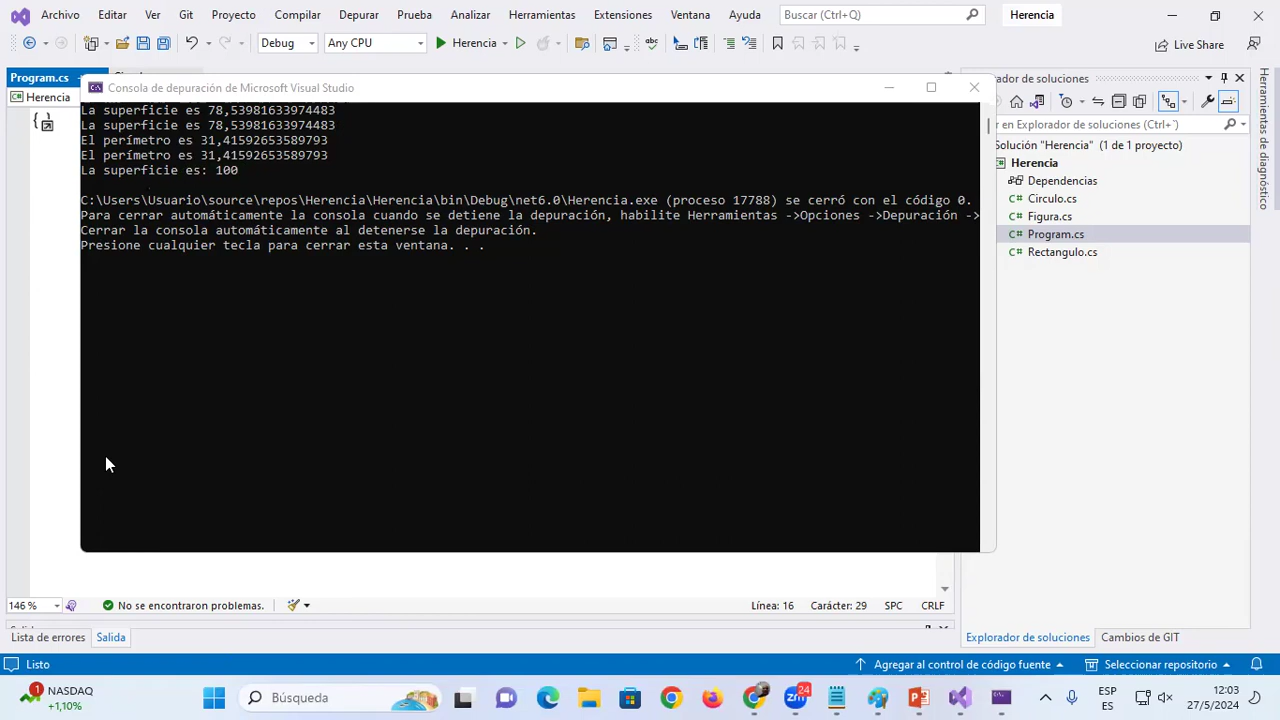 Archivo Editar Ver Git Proyecto Compilar Depurar Prueba Analizar Herramientas Extensiones Ventana Ayuda Buscar (Ctrl+Q) Herencia
Debug Any CPU Herencia Live Share
Program.cs
Consola de depuración de Microsoft Visual Studio
Herencia
La superficie es 78,53981633974483
La superficie es 78,53981633974483
El perímetro es 31,41592653589793
El perímetro es 31,41592653589793
La superficie es: 100
C:\Users\Usuario\source\repos\Herencia\Herencia\bin\Debug\net6.0\Herencia.exe (proceso 17788) se cerró con el código 0.
Para cerrar automáticamente la consola cuando se detiene la depuración, habilite Herramientas ->Opciones ->Depuración ->
Cerrar la consola automáticamente al detenerse la depuración.
Presione cualquier tecla para cerrar esta ventana. . .
ador de soluciones
er en Explorador de soluciones (Ctrl+¨)
Solución "Herencia" (1 de 1 proyecto)
Herencia
Dependencias
C# Circulo.cs
C# Figura.cs
C# Program.cs
C# Rectangulo.cs
Herramientas de diagnóstico
146 % No se encontraron problemas. Línea: 16 Carácter: 29 SPC CRLF
Lista de errores Salida
Explorador de soluciones Cambios de GIT
Listo Agregar al control de código fuente Seleccionar repositorio
NASDAQ
+1,10%
1
Búsqueda
24
ESP
ES
12:05
27/5/2024